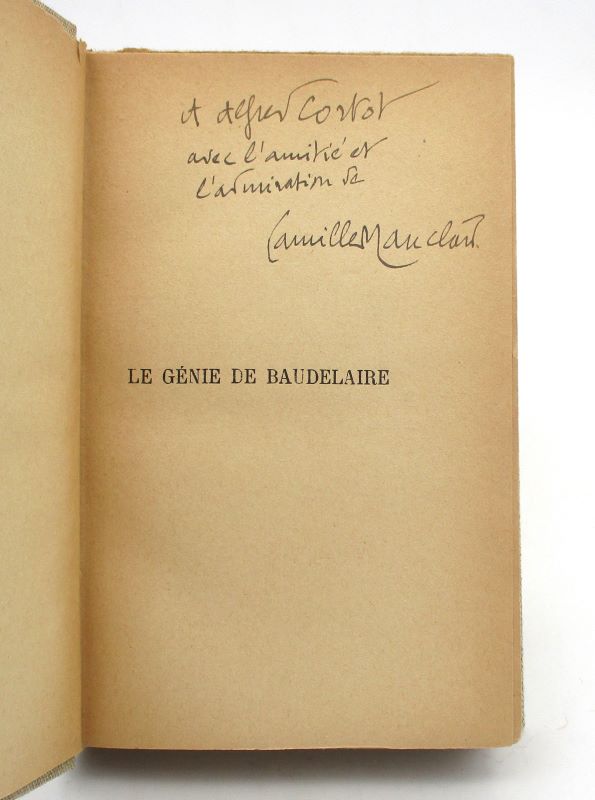 A Alfred Cortot
avec l'amitié et
l'admiration de
Camille Mauclair.
LE GÉNIE DE BAUDELAIRE